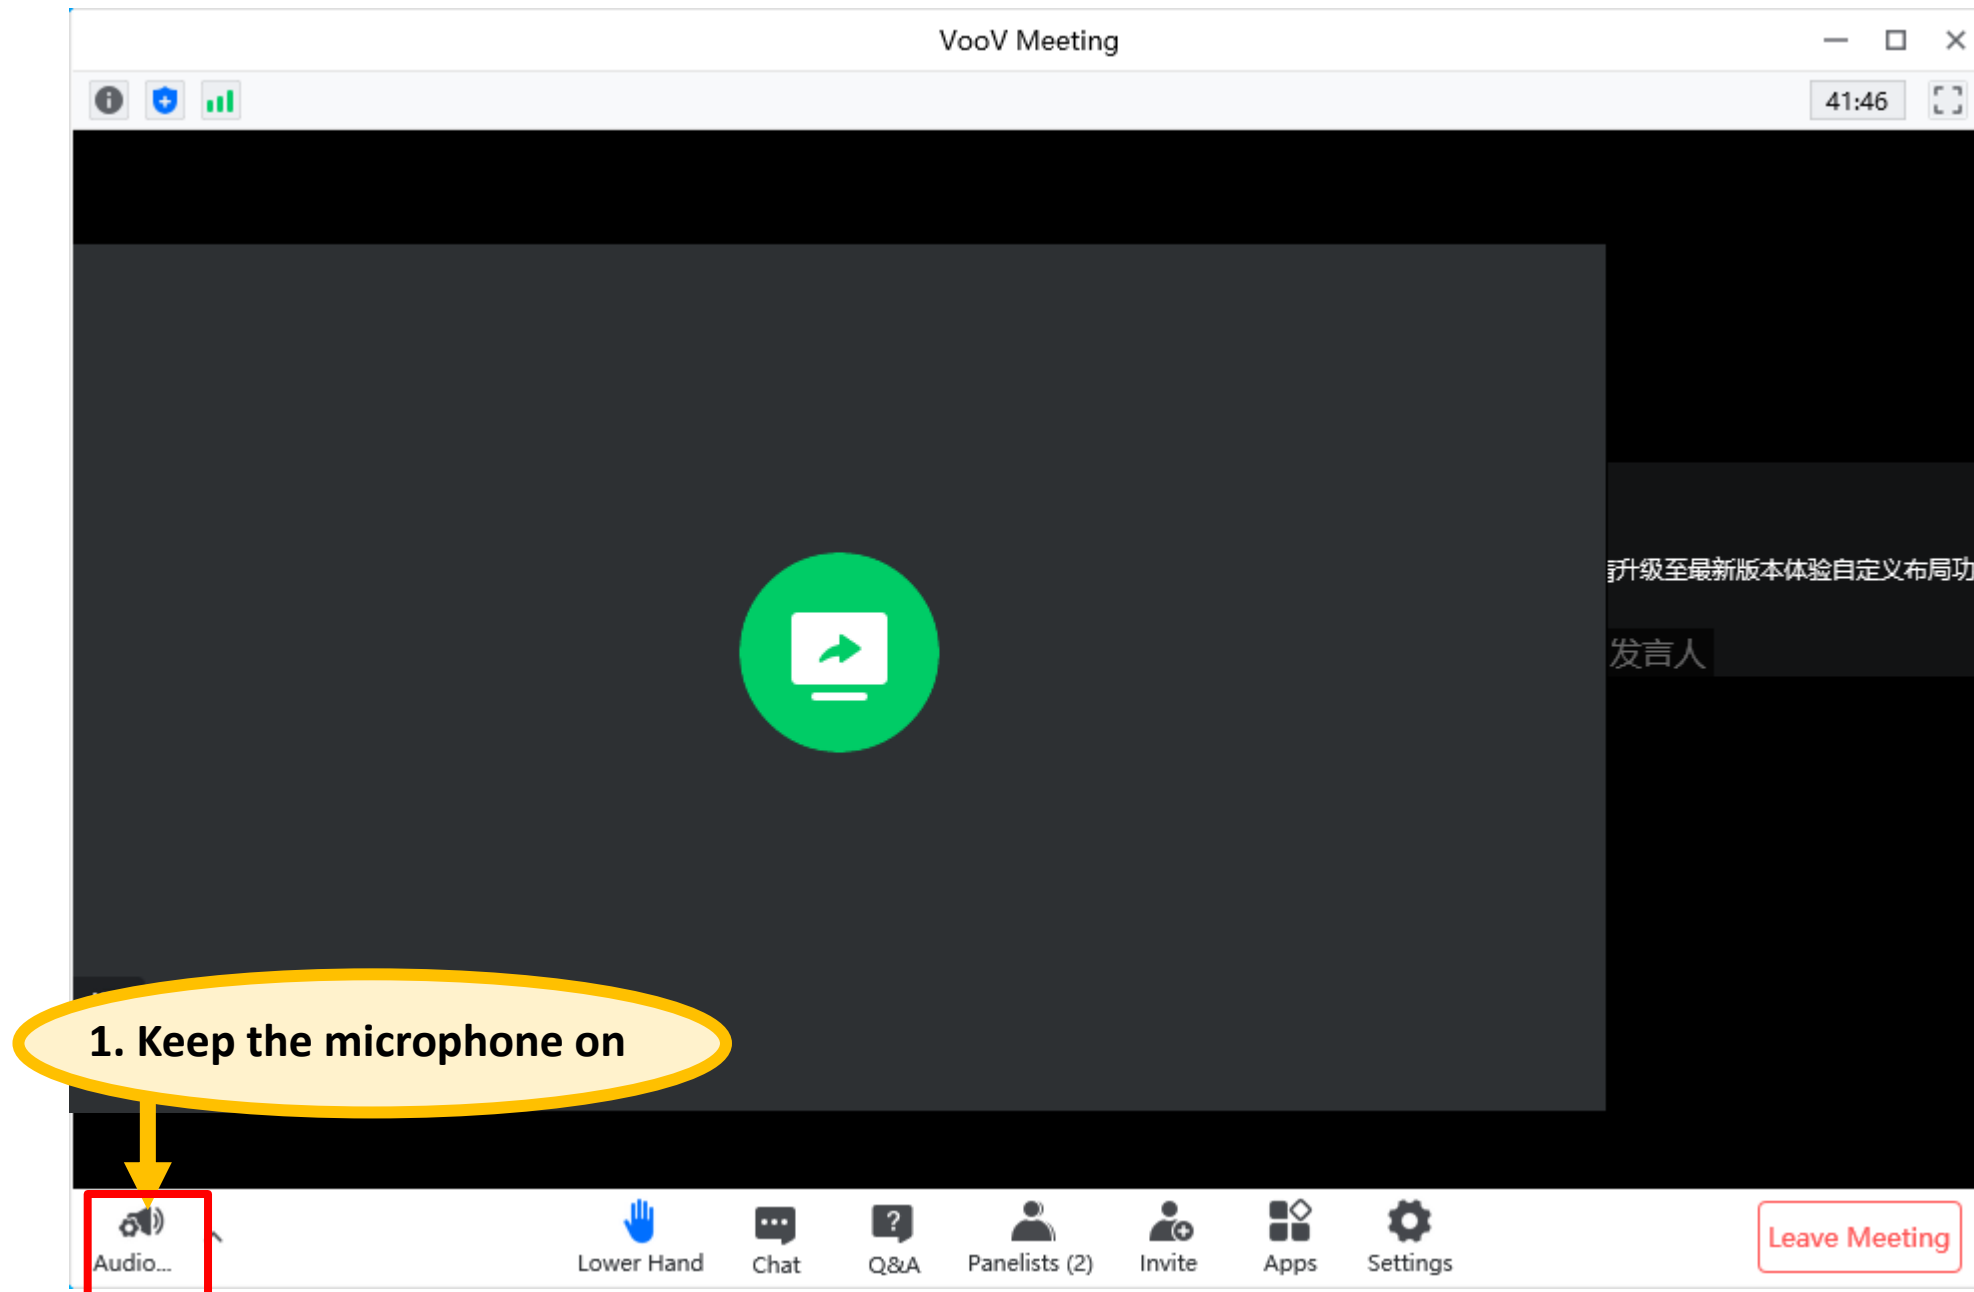 VooV Meeting
41:46
升级至最新版本体验自定义布局功
发言人
1. Keep the microphone on
Audio...
Lower Hand
Chat
Q&A
Panelists (2)
Invite
Apps
Settings
Leave Meeting